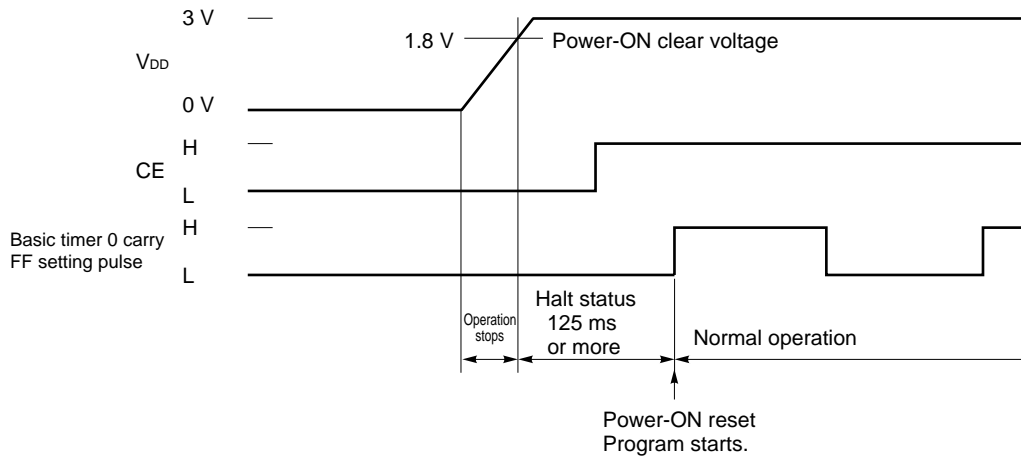 3 V
1.8 V
Power-ON clear voltage
VDD
0 V
H
CE
L
H
Basic timer 0 carry
FF setting pulse
L
Operation
stops
Halt status
125 ms
or more
Normal operation
Power-ON reset
Program starts.